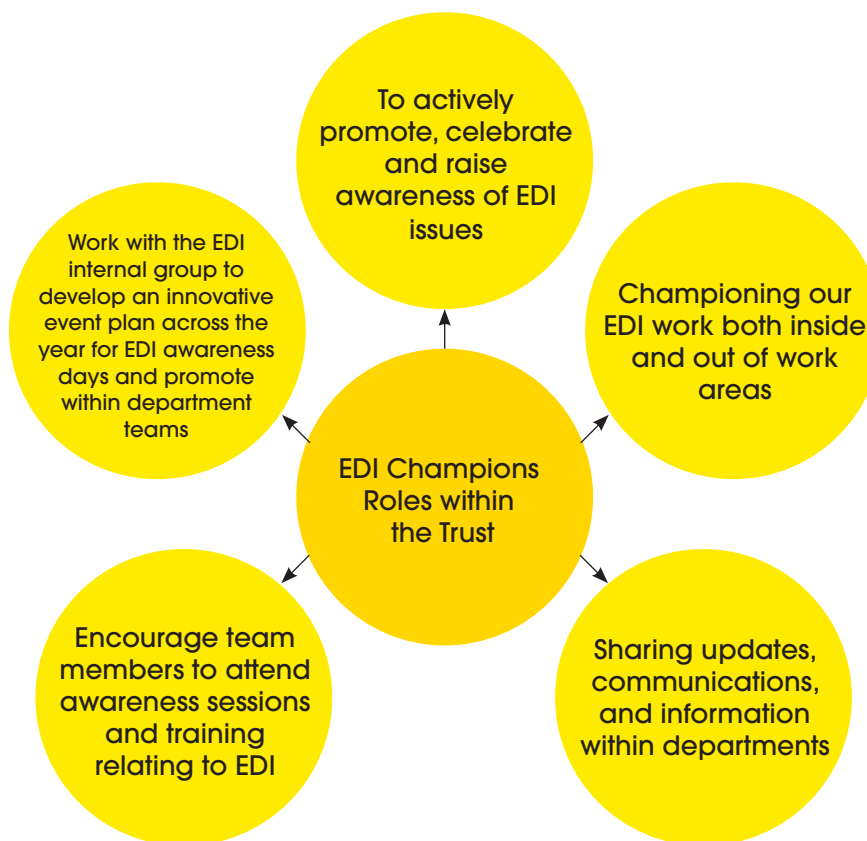 To actively
promote, celebrate
and raise
awareness of EDI
issues
Work with the EDI
internal group to
develop an innovative
event plan across the
year for EDI awareness
days and promote
within department
teams
Championing our
EDI work both inside
and out of work
areas
EDI Champions
Roles within
the Trust
Encourage team
members to attend
awareness sessions
and training
relating to EDI
Sharing updates,
communications,
and information
within departments